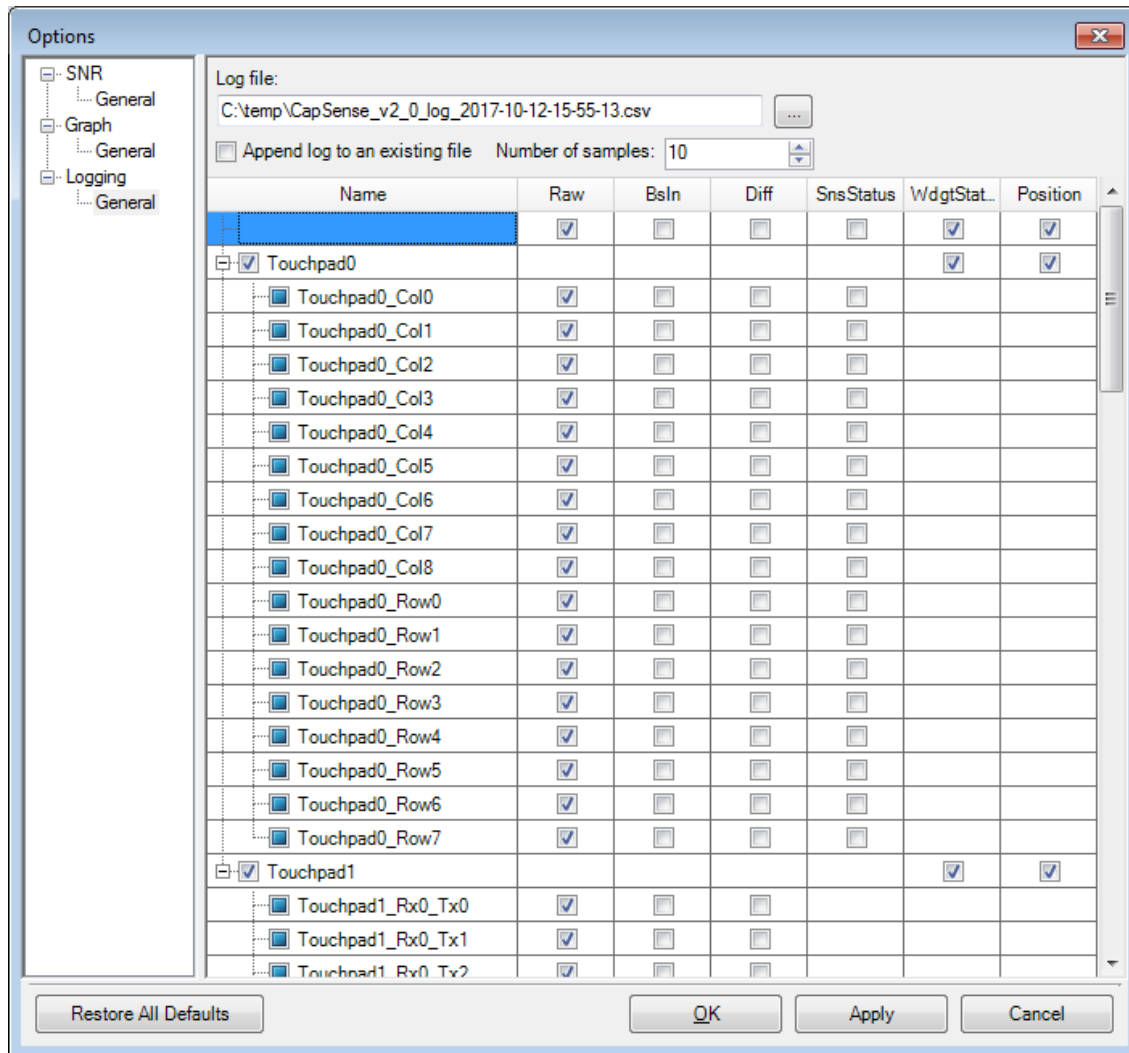 Options
SNR
General
Graph
General
Logging
General
Log file:
C:\temp\CapSense_v2_0_log_2017-10-12-15-55-13.csv
...
Append log to an existing file Number of samples: 10
Name Raw Bsln Diff SnsStatus WdgtStat... Position
Touchpad0
Touchpad0_Col0
Touchpad0_Col1
Touchpad0_Col2
Touchpad0_Col3
Touchpad0_Col4
Touchpad0_Col5
Touchpad0_Col6
Touchpad0_Col7
Touchpad0_Col8
Touchpad0_Row0
Touchpad0_Row1
Touchpad0_Row2
Touchpad0_Row3
Touchpad0_Row4
Touchpad0_Row5
Touchpad0_Row6
Touchpad0_Row7
Touchpad1
Touchpad1_Rx0_Tx0
Touchpad1_Rx0_Tx1
Touchpad1_Rx0_Tx2
Restore All Defaults OK Apply Cancel